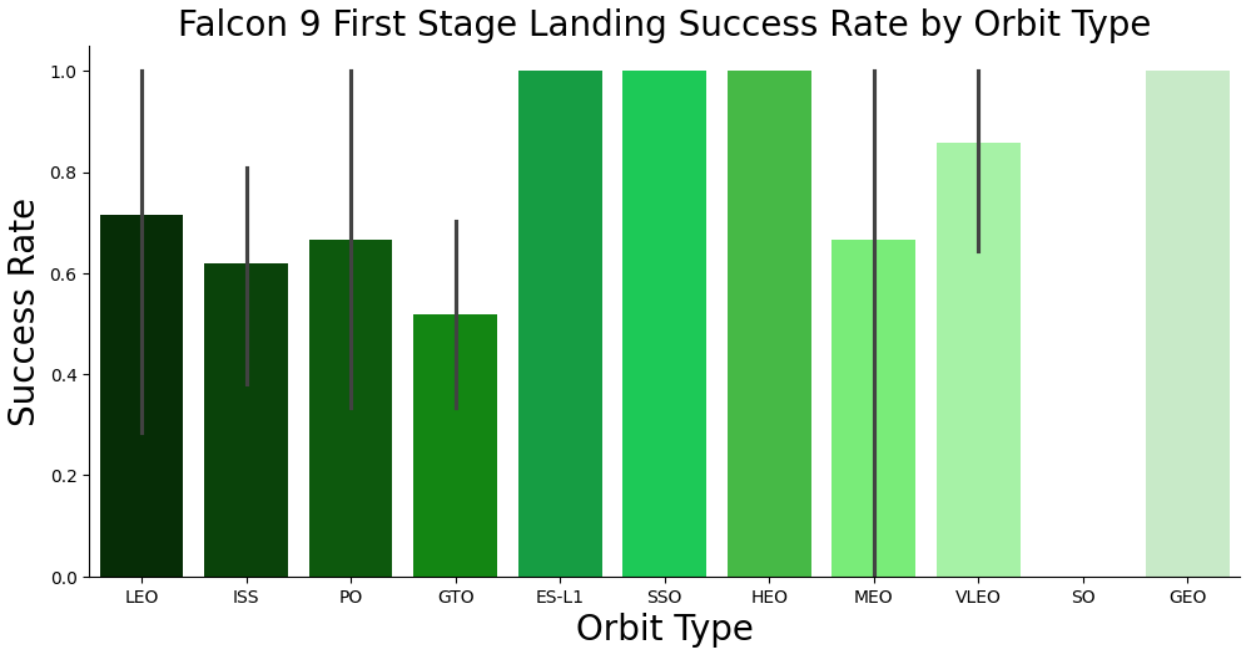 Falcon 9 First Stage Landing Success Rate by Orbit Type
Success Rate
1.0
0.8
0.6
0.4
0.2
0.0
LEO ISS PO GTO ES-L1 SSO HEO MEO VLEO SO GEO
Orbit Type